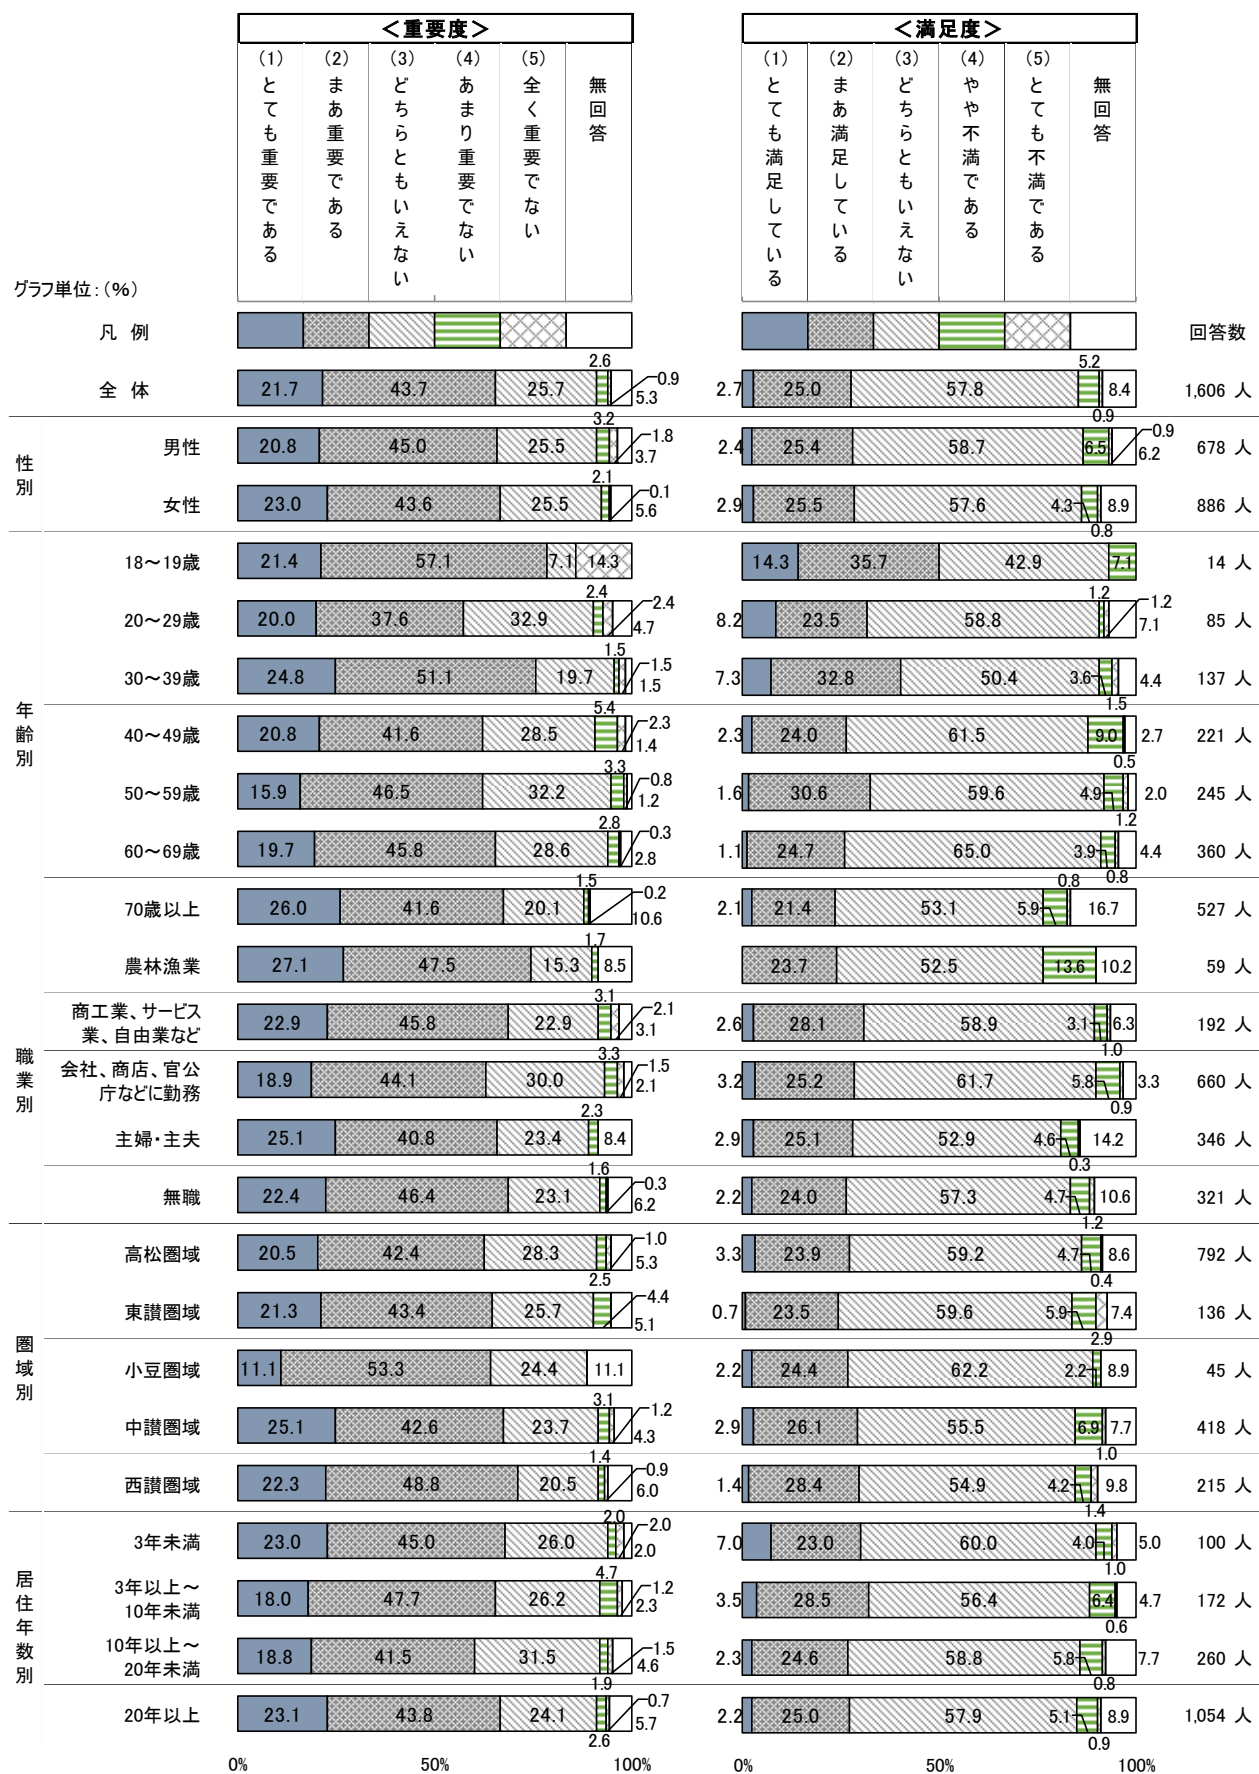 ＜重要度＞
＜満足度＞
(1)とても重要である
(2)まあ重要である
(3)どちらともいえない
(4)あまり重要でない
(5)全く重要でない
無回答
(1)とても満足している
(2)まあ満足している
(3)どちらともいえない
(4)やや不満である
(5)とても不満である
無回答
グラフ単位：（％）
凡 例
回答数
全 体 21.7 43.7 25.7 2.6 0.9 5.3 2.7 25.0 57.8 5.2 0.9 8.4 1,606 人
性別
男性 20.8 45.0 25.5 3.2 1.8 3.7 2.4 25.4 58.7 6.5 0.9 6.2 678 人
女性 23.0 43.6 25.5 2.1 0.1 5.6 2.9 25.5 57.6 4.3 0.8 8.9 886 人
年齢別
18～19歳 21.4 57.1 7.1 14.3 14.3 35.7 42.9 7.1 14 人
20～29歳 20.0 37.6 32.9 2.4 2.4 4.7 8.2 23.5 58.8 1.2 1.2 7.1 85 人
30～39歳 24.8 51.1 19.7 1.5 1.5 1.5 7.3 32.8 50.4 3.6 1.5 4.4 137 人
40～49歳 20.8 41.6 28.5 5.4 2.3 1.4 2.3 24.0 61.5 9.0 0.5 2.7 221 人
50～59歳 15.9 46.5 32.2 3.3 0.8 1.2 1.6 30.6 59.6 4.9 1.2 2.0 245 人
60～69歳 19.7 45.8 28.6 2.8 0.3 2.8 1.1 24.7 65.0 3.9 0.8 4.4 360 人
70歳以上 26.0 41.6 20.1 1.5 0.2 10.6 2.1 21.4 53.1 5.9 0.8 16.7 527 人
職業別
農林漁業 27.1 47.5 15.3 1.7 8.5 23.7 52.5 13.6 10.2 59 人
商工業、サービス
業、自由業など 22.9 45.8 22.9 3.1 2.1 3.1 2.6 28.1 58.9 3.1 1.0 6.3 192 人
会社、商店、官公
庁などに勤務 18.9 44.1 30.0 3.3 1.5 2.1 3.2 25.2 61.7 5.8 0.9 3.3 660 人
主婦・主夫 25.1 40.8 23.4 2.3 8.4 2.9 25.1 52.9 4.6 0.3 14.2 346 人
無職 22.4 46.4 23.1 1.6 0.3 6.2 2.2 24.0 57.3 4.7 1.2 10.6 321 人
圏域別
高松圏域 20.5 42.4 28.3 2.5 1.0 5.3 3.3 23.9 59.2 4.7 0.4 8.6 792 人
東讃圏域 21.3 43.4 25.7 4.4 5.1 0.7 23.5 59.6 5.9 2.9 7.4 136 人
小豆圏域 11.1 53.3 24.4 11.1 2.2 24.4 62.2 2.2 8.9 45 人
中讃圏域 25.1 42.6 23.7 3.1 1.2 4.3 2.9 26.1 55.5 6.9 1.0 7.7 418 人
西讃圏域 22.3 48.8 20.5 1.4 0.9 6.0 1.4 28.4 54.9 4.2 1.4 9.8 215 人
居住年数別
3年未満 23.0 45.0 26.0 2.0 2.0 2.0 7.0 23.0 60.0 4.0 1.0 5.0 100 人
3年以上～
10年未満 18.0 47.7 26.2 4.7 1.2 2.3 3.5 28.5 56.4 6.4 0.6 4.7 172 人
10年以上～
20年未満 18.8 41.5 31.5 1.9 1.5 4.6 2.3 24.6 58.8 5.8 0.8 7.7 260 人
20年以上 23.1 43.8 24.1 2.6 0.7 5.7 2.2 25.0 57.9 5.1 0.9 8.9 1,054 人
0% 50% 100% 0% 50% 100%